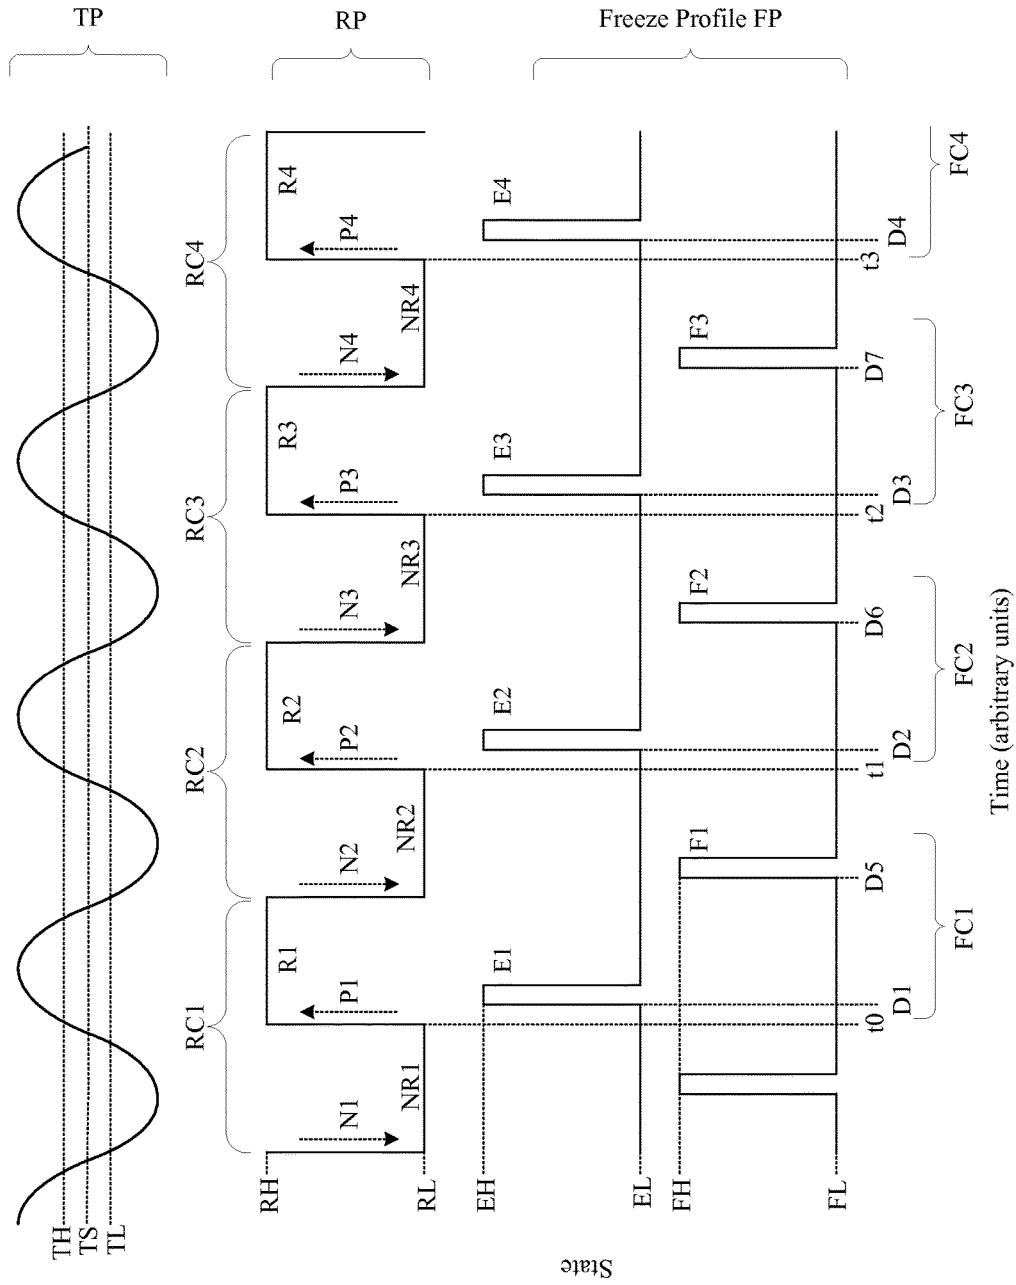 TP
RP
Freeze Profile FP
TH
TS
TL
RC1
RC2
RC3
RC4
RH
RL
N1
NR1
P1
R1
N2
NR2
P2
R2
N3
NR3
P3
R3
N4
NR4
P4
R4
EH
EL
E1
E2
E3
E4
FH
FL
F1
F2
F3
t0
D1
D5
t1
D2
D6
t2
D3
D7
t3
D4
FC1
FC2
FC3
FC4
State
Time (arbitrary units)